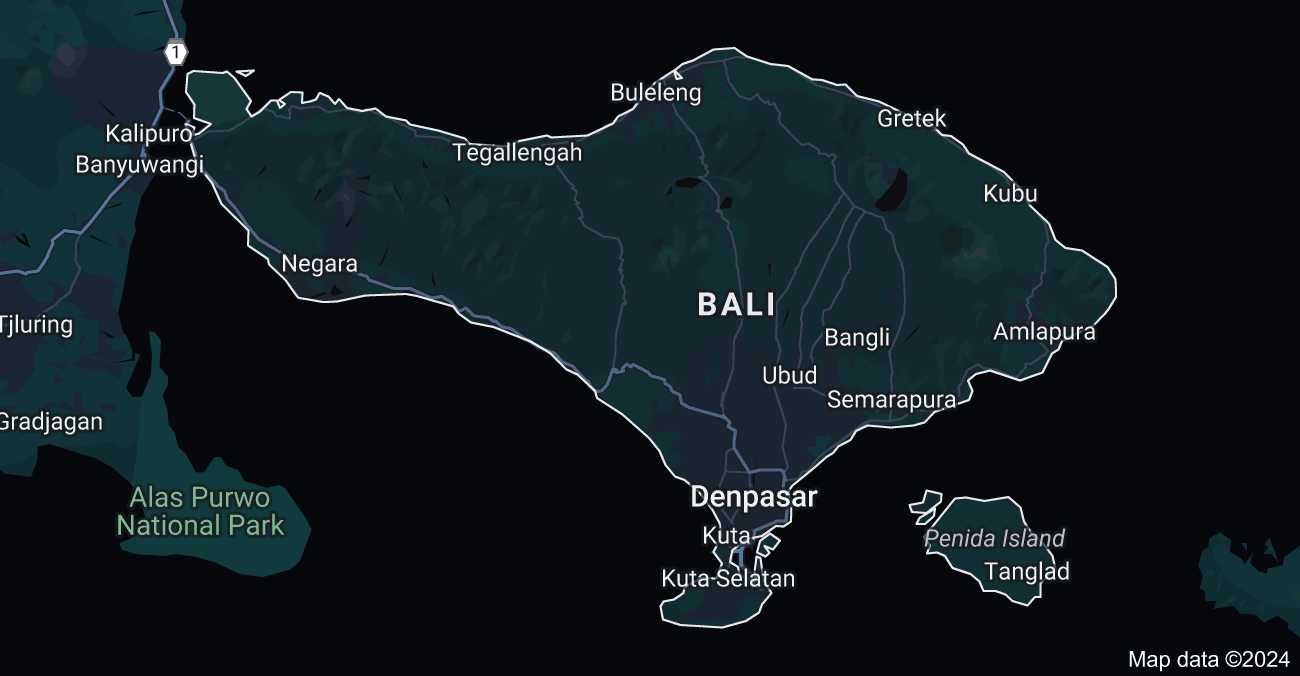 1
Buleleng
Gretek
Kalipuro
Tegallengah
Banyuwangi
Kubu
Negara
BALI
Tjluring
Amlapura
Bangli
Ubud
Semarapura
Gradjagan
Denpasar
Alas Purwo
National Park
Kuta
Penida Island
Tanglad
Kuta-Selatan
Map data ©2024